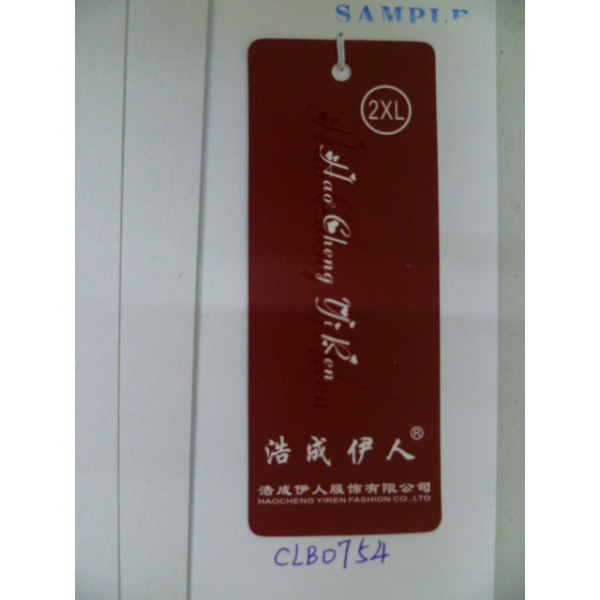 SAMPLE
2XL
Hao Cheng Yi Ren
浩成伊人®
浩成伊人服饰有限公司
HAOCHENG YIREN FASHION CO .,LTD
CLB0754